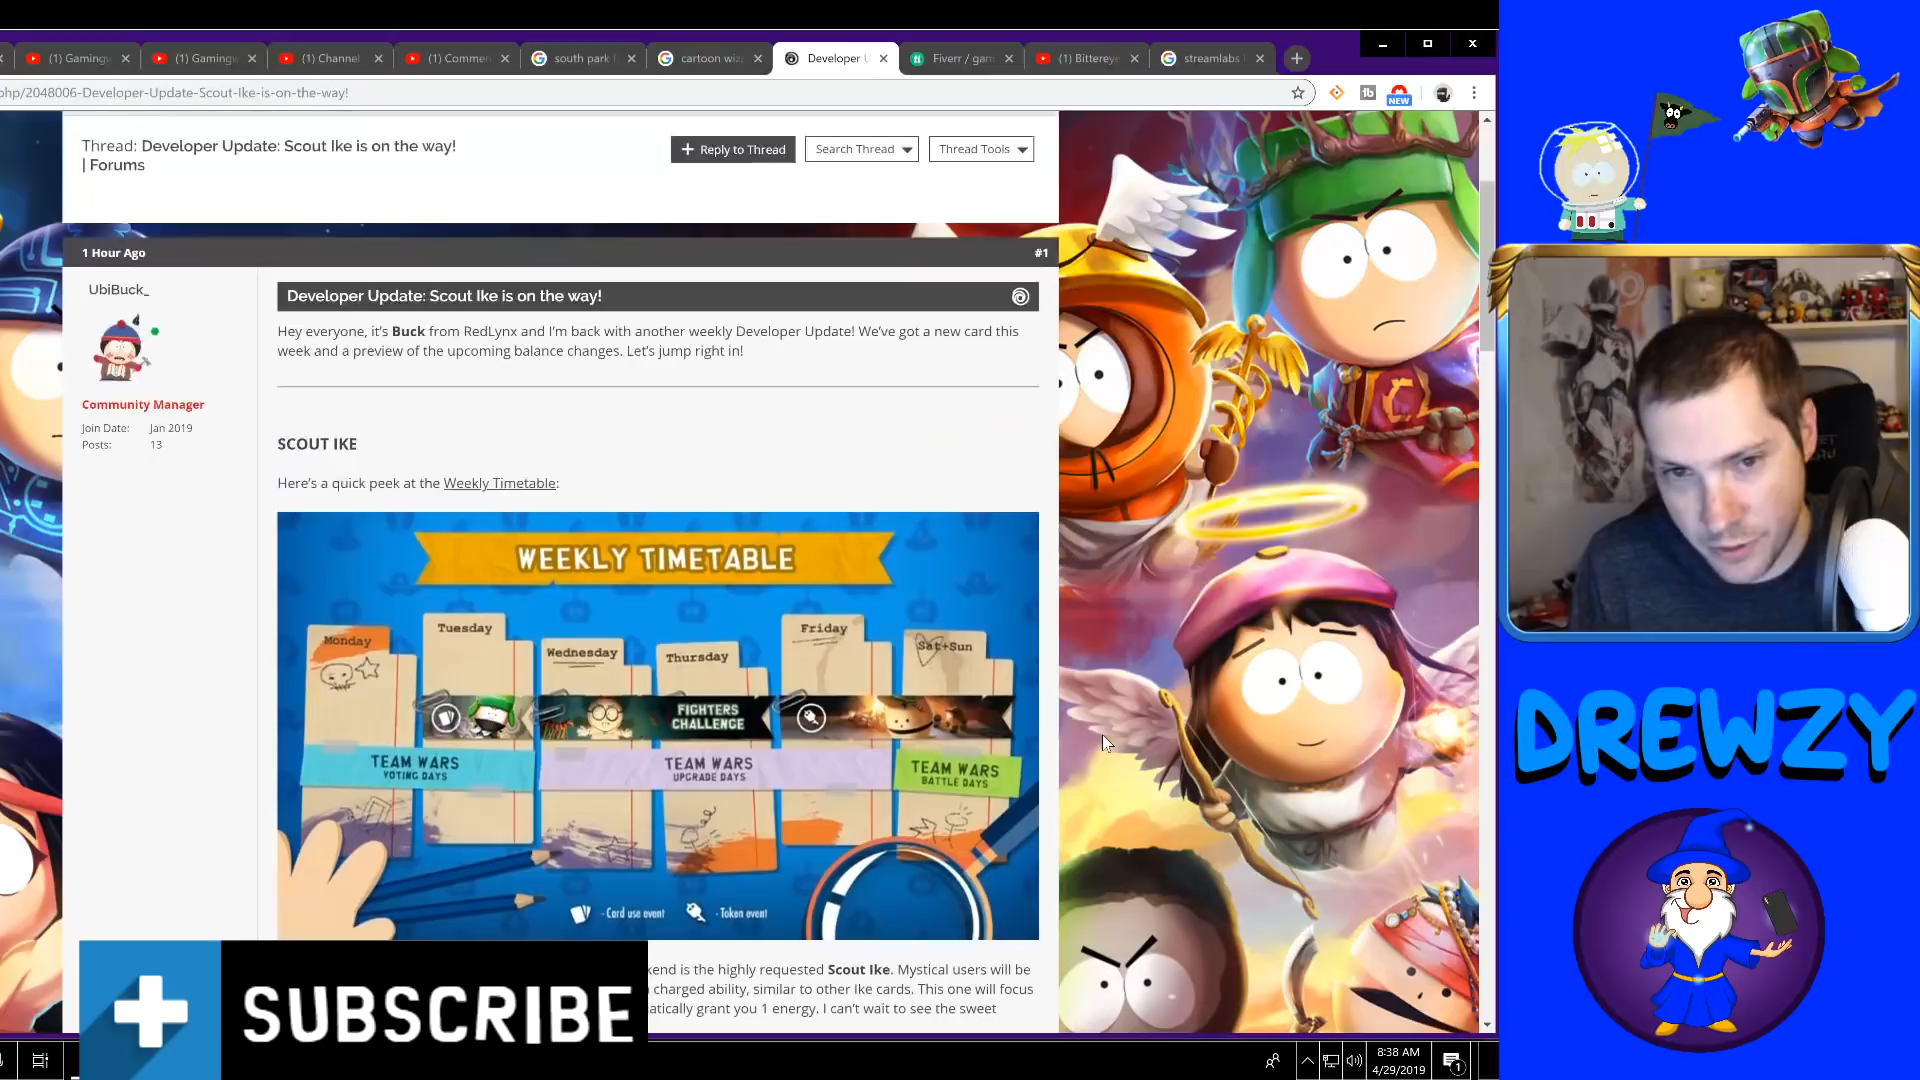 (1) Gamingw
(1) Gamingw
(1) Channel
(1) Commen
south park f
cartoon wiz
Developer U
Fiverr / gam
(1) Bittereye
streamlabs
php/2048006-Developer-Update-Scout-Ike-is-on-the-way!
NEW
Thread: Developer Update: Scout Ike is on the way!
| Forums
Reply to Thread
Search Thread
Thread Tools
1 Hour Ago
#1
UbiBuck_
Community Manager
Join Date: Jan 2019
Posts: 13
Developer Update: Scout Ike is on the way!
Hey everyone, it's Buck from RedLynx and I'm back with another weekly Developer Update! We've got a new card this
week and a preview of the upcoming balance changes. Let's jump right in!
SCOUT IKE
Here's a quick peek at the Weekly Timetable:
WEEKLY TIMETABLE
Monday
Tuesday
Wednesday
Thursday
Friday
Sat+Sun
FIGHTERS
CHALLENGE
TEAM WARS
VOTING DAYS
TEAM WARS
UPGRADE DAYS
TEAM WARS
BATTLE DAYS
- Card use event
- Token event
kend is the highly requested Scout Ike. Mystical users will be
charged ability, similar to other Ike cards. This one will focus
atically grant you 1 energy. I can't wait to see the sweet
SUBSCRIBE
DREWZY
8:38 AM
4/29/2019
1